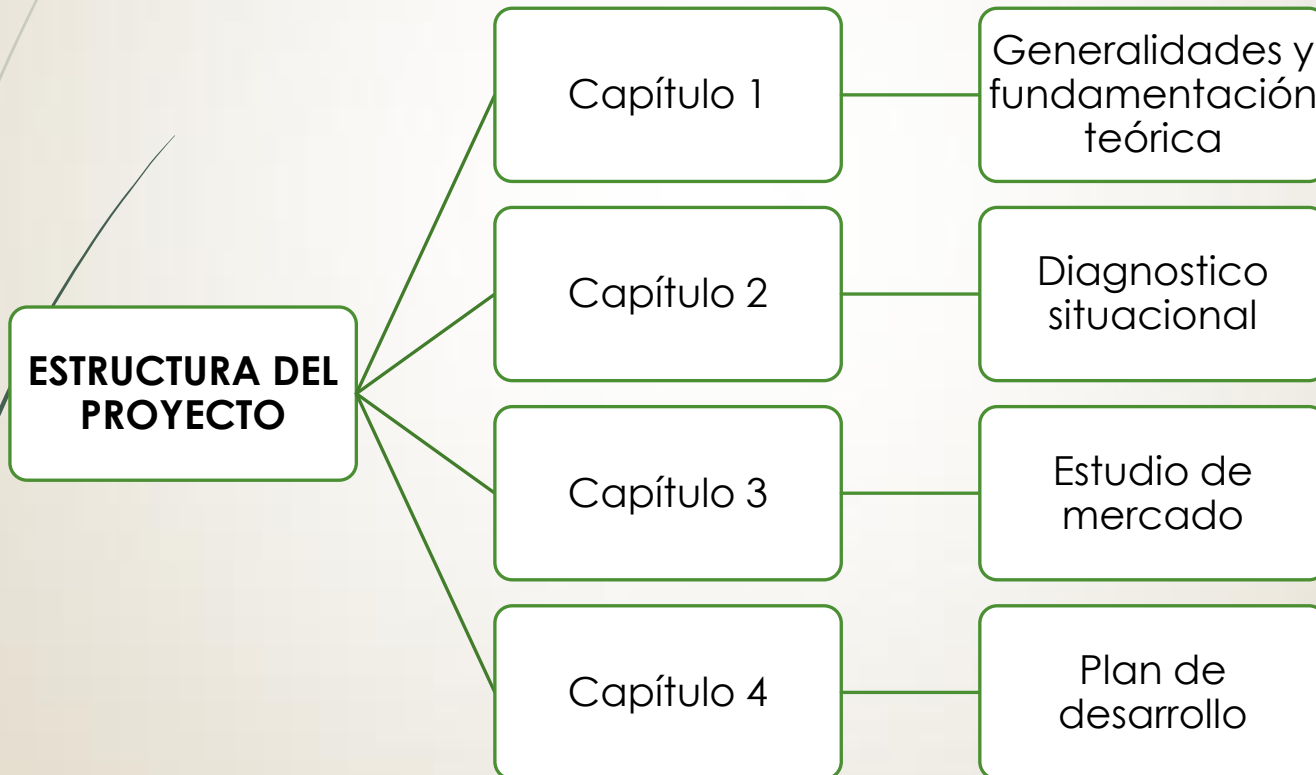 ESTRUCTURA DEL
PROYECTO
Capítulo 1
Generalidades y
fundamentación
teórica
Capítulo 2
Diagnostico
situacional
Capítulo 3
Estudio de
mercado
Capítulo 4
Plan de
desarrollo